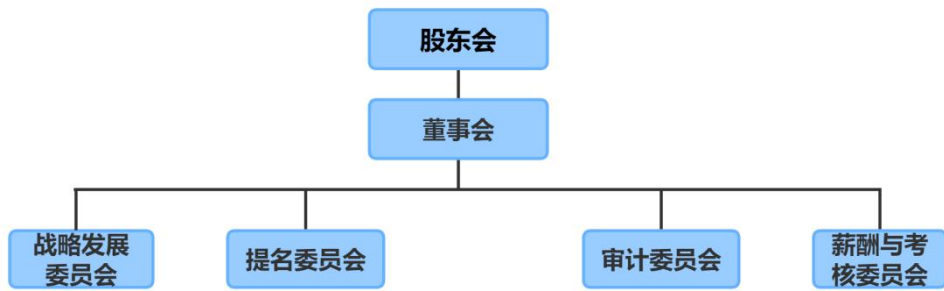 股东会
董事会
战略发展
委员会
提名委员会
审计委员会
薪酬与考
核委员会